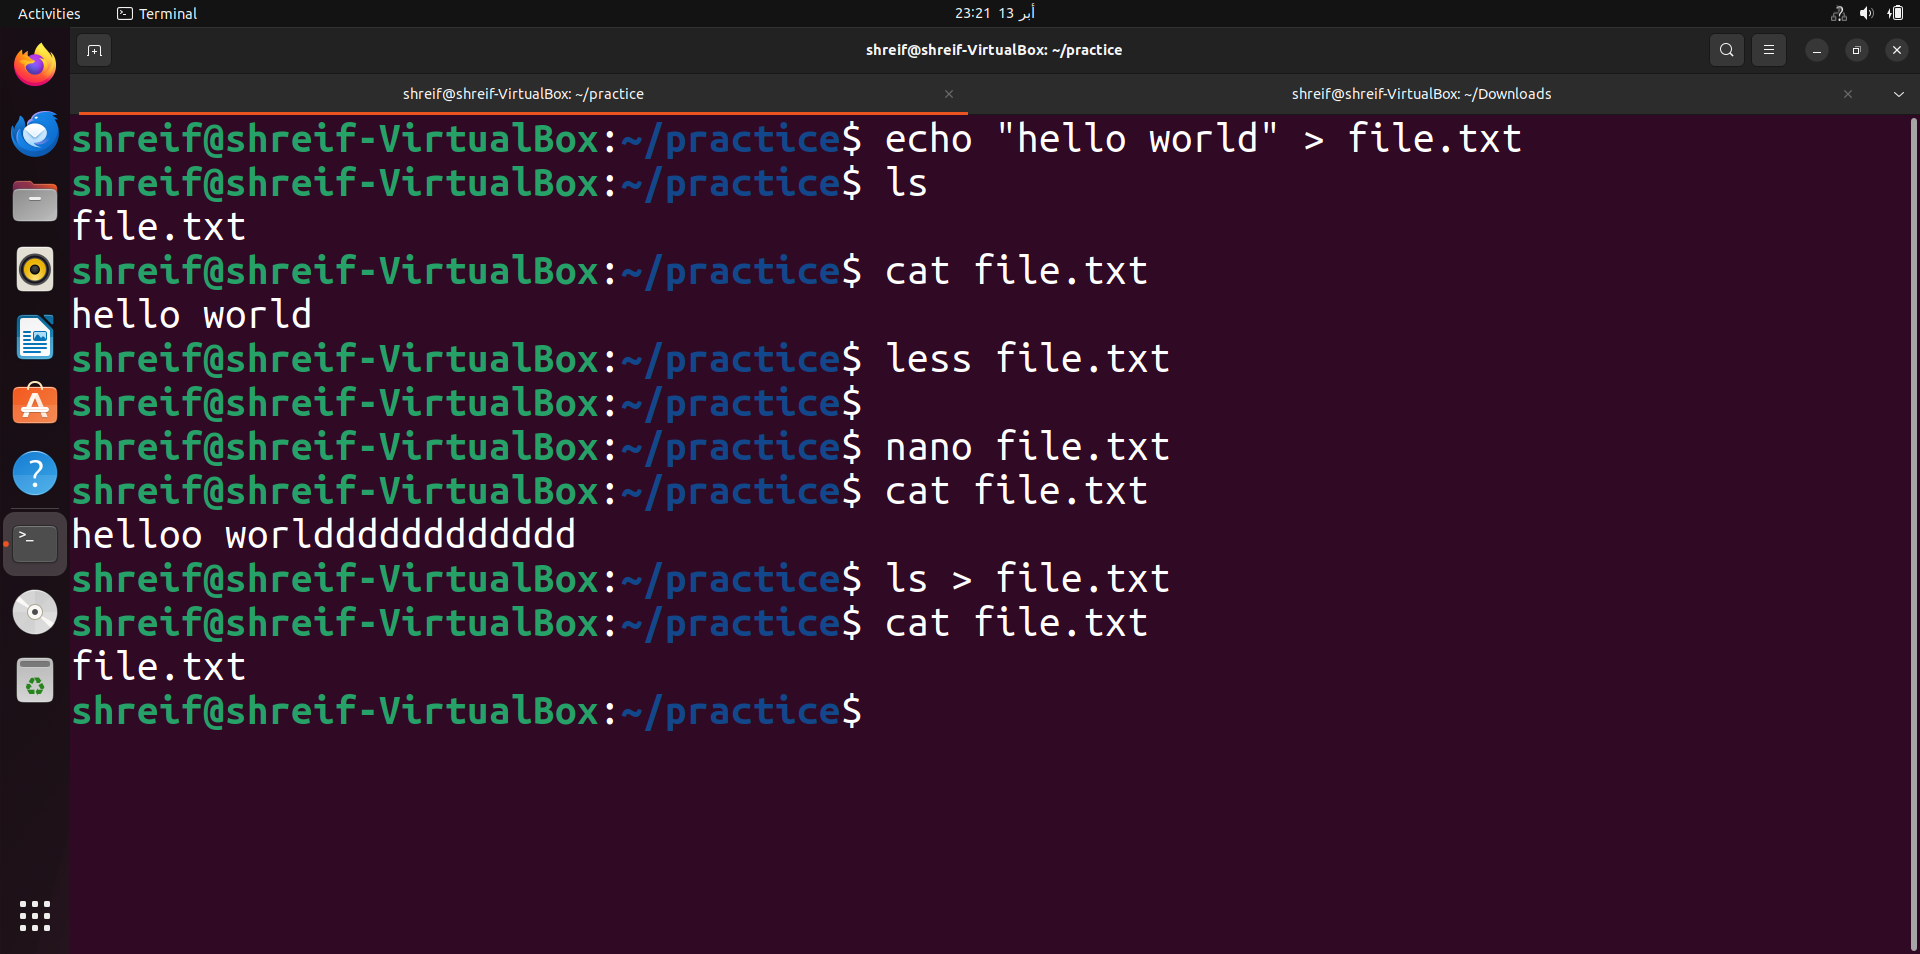 Activities
Terminal
23:21 13 أبر
shreif@shreif-VirtualBox: ~/practice
shreif@shreif-VirtualBox: ~/practice
shreif@shreif-VirtualBox: ~/Downloads
shreif@shreif-VirtualBox:~/practice$ echo "hello world" > file.txt
shreif@shreif-VirtualBox:~/practice$ ls
file.txt
shreif@shreif-VirtualBox:~/practice$ cat file.txt
hello world
shreif@shreif-VirtualBox:~/practice$ less file.txt
shreif@shreif-VirtualBox:~/practice$
shreif@shreif-VirtualBox:~/practice$ nano file.txt
shreif@shreif-VirtualBox:~/practice$ cat file.txt
helloo worldddddddddddd
shreif@shreif-VirtualBox:~/practice$ ls > file.txt
shreif@shreif-VirtualBox:~/practice$ cat file.txt
file.txt
shreif@shreif-VirtualBox:~/practice$